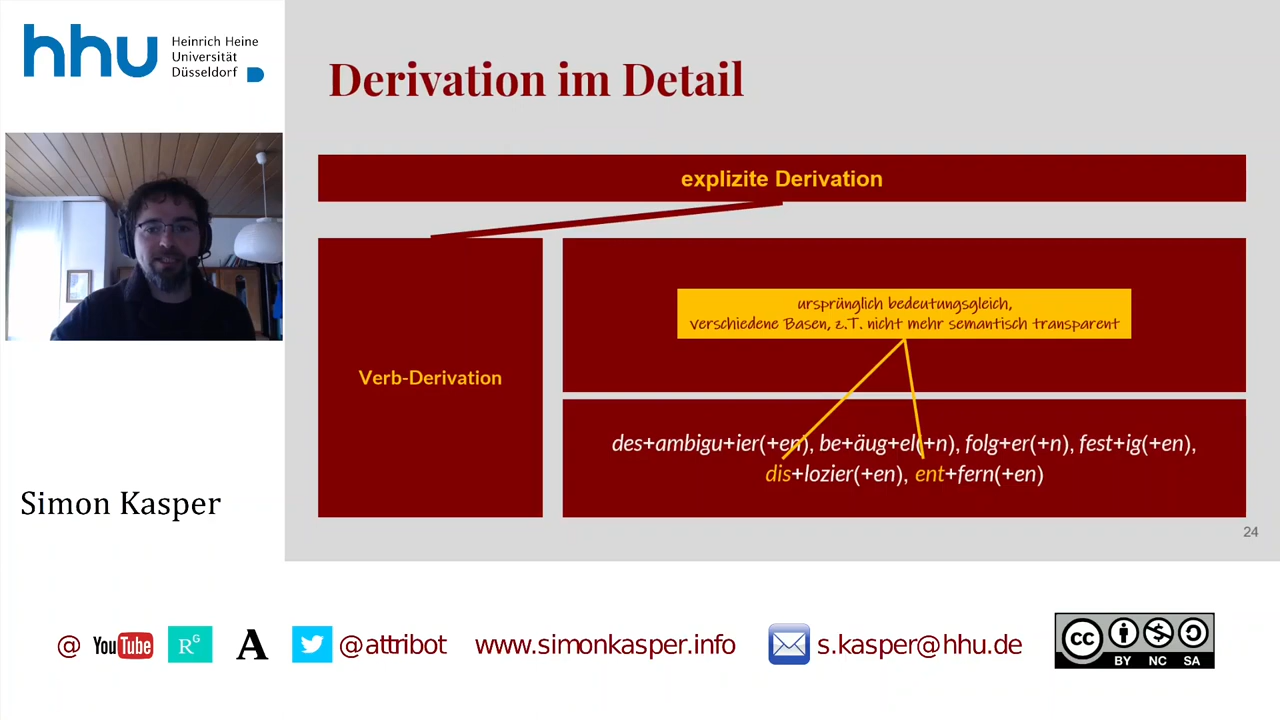 hhu
Heinrich Heine
Universität
Düsseldorf
Derivation im Detail
explizite Derivation
ursprünglich bedeutungsgleich,
verschiedene Basen, z.T. nicht mehr semantisch transparent
Verb-Derivation
des+ambigu+ier(+en), be+äug+el(+n), folg+er(+n), fest+ig(+en),
dis+lozier(+en), ent+fern(+en)
Simon Kasper
24
@ YouTube RG A @attribot www.simonkasper.info s.kasper@hhu.de
cc
BY NC SA